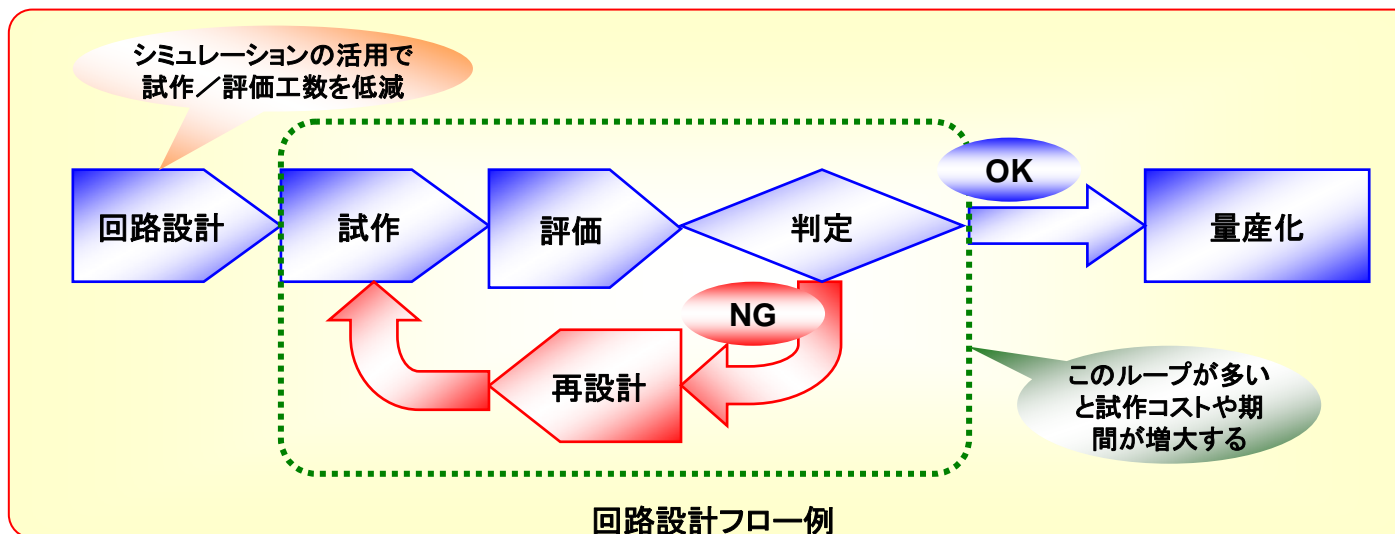 シミュレーションの活用で
試作／評価工数を低減
回路設計
試作
評価
判定
OK
量産化
NG
再設計
このループが多い
と試作コストや期
間が増大する
回路設計フロー例